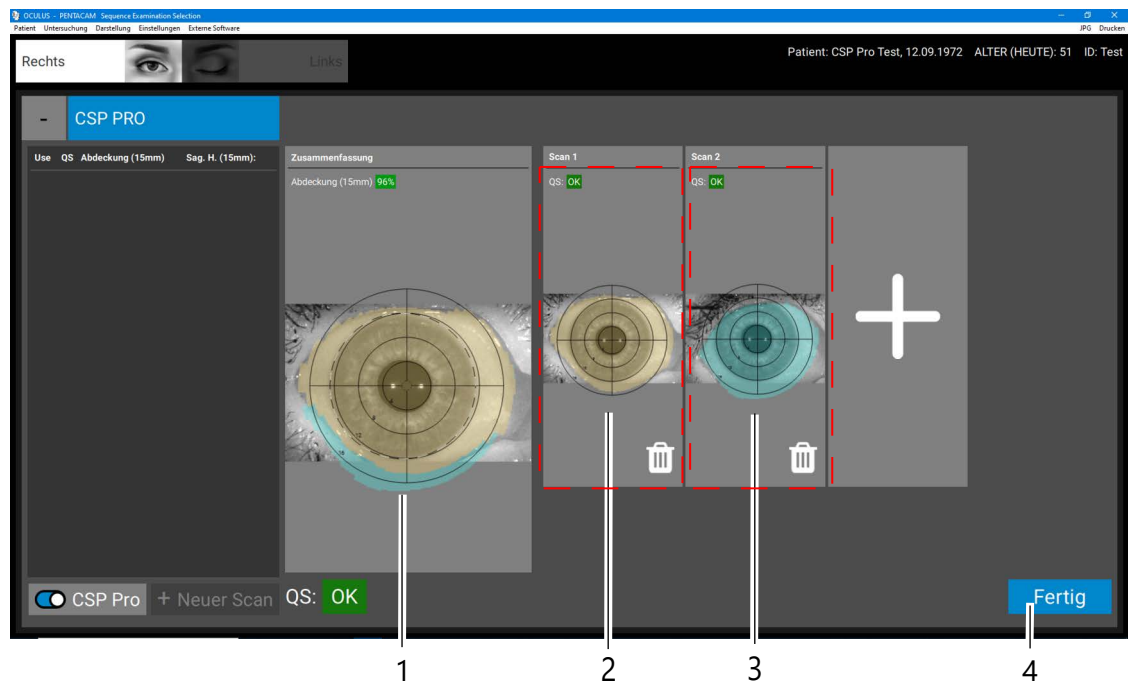 OCULUS - PENTACAM Sequence Examination Selection
Patient Untersuchung Darstellung Einstellungen Externe Software JPG Drucken
Rechts Links Patient: CSP Pro Test, 12.09.1972 ALTER (HEUTE): 51 ID: Test
- CSP PRO
Use QS Abdeckung (15mm) Sag. H. (15mm):
Zusammenfassung
Abdeckung (15mm) 96%
12
16
Scan 1
QS: OK
Scan 2
QS: OK
CSP Pro + Neuer Scan QS: OK Fertig
1 2 3 4